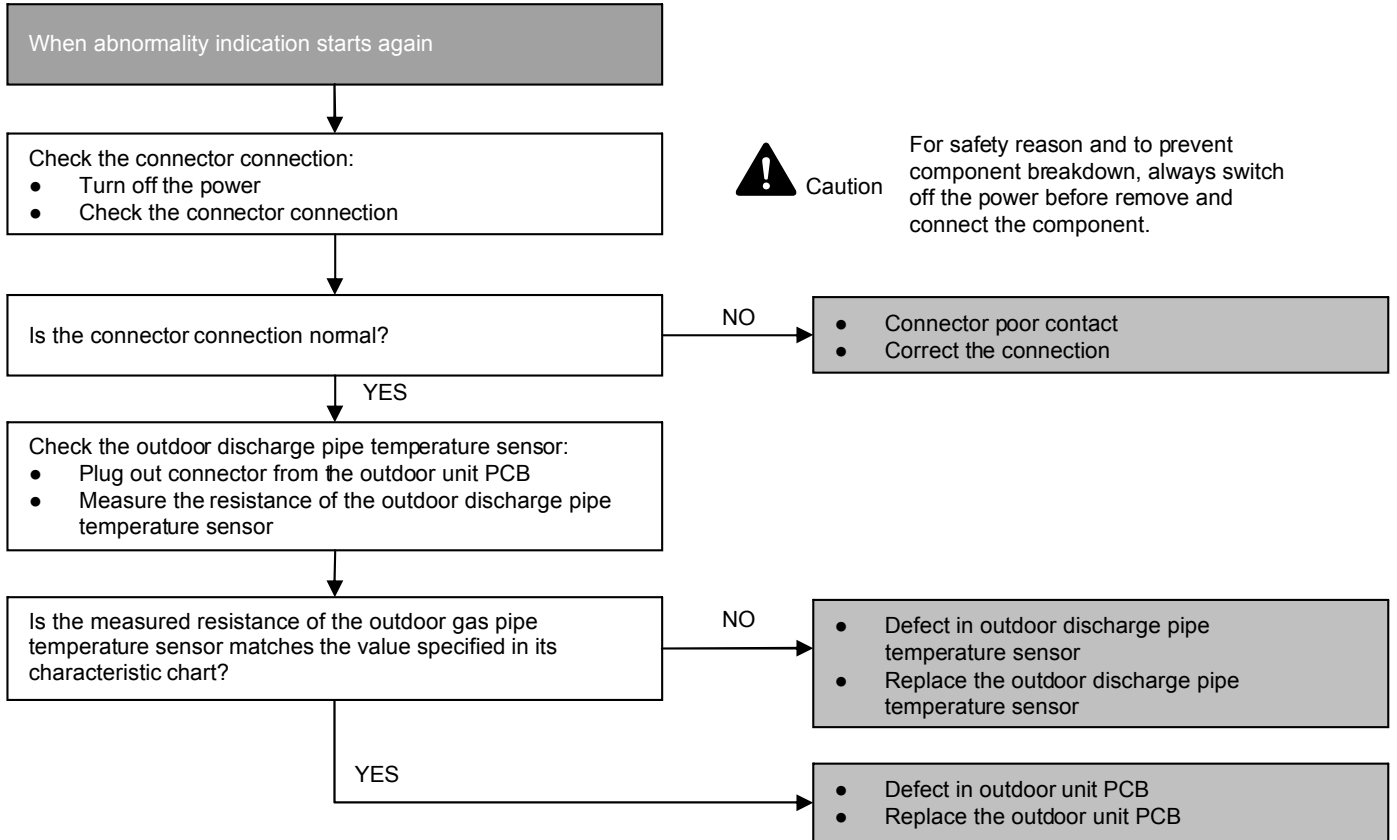 When abnormality indication starts again
Check the connector connection:
● Turn off the power
● Check the connector connection
Caution
For safety reason and to prevent
component breakdown, always switch
off the power before remove and
connect the component.
Is the connector connection normal?
NO
● Connector poor contact
● Correct the connection
YES
Check the outdoor discharge pipe temperature sensor:
● Plug out connector from the outdoor unit PCB
● Measure the resistance of the outdoor discharge pipe
temperature sensor
Is the measured resistance of the outdoor gas pipe
temperature sensor matches the value specified in its
characteristic chart?
NO
● Defect in outdoor discharge pipe
temperature sensor
● Replace the outdoor discharge pipe
temperature sensor
YES
● Defect in outdoor unit PCB
● Replace the outdoor unit PCB